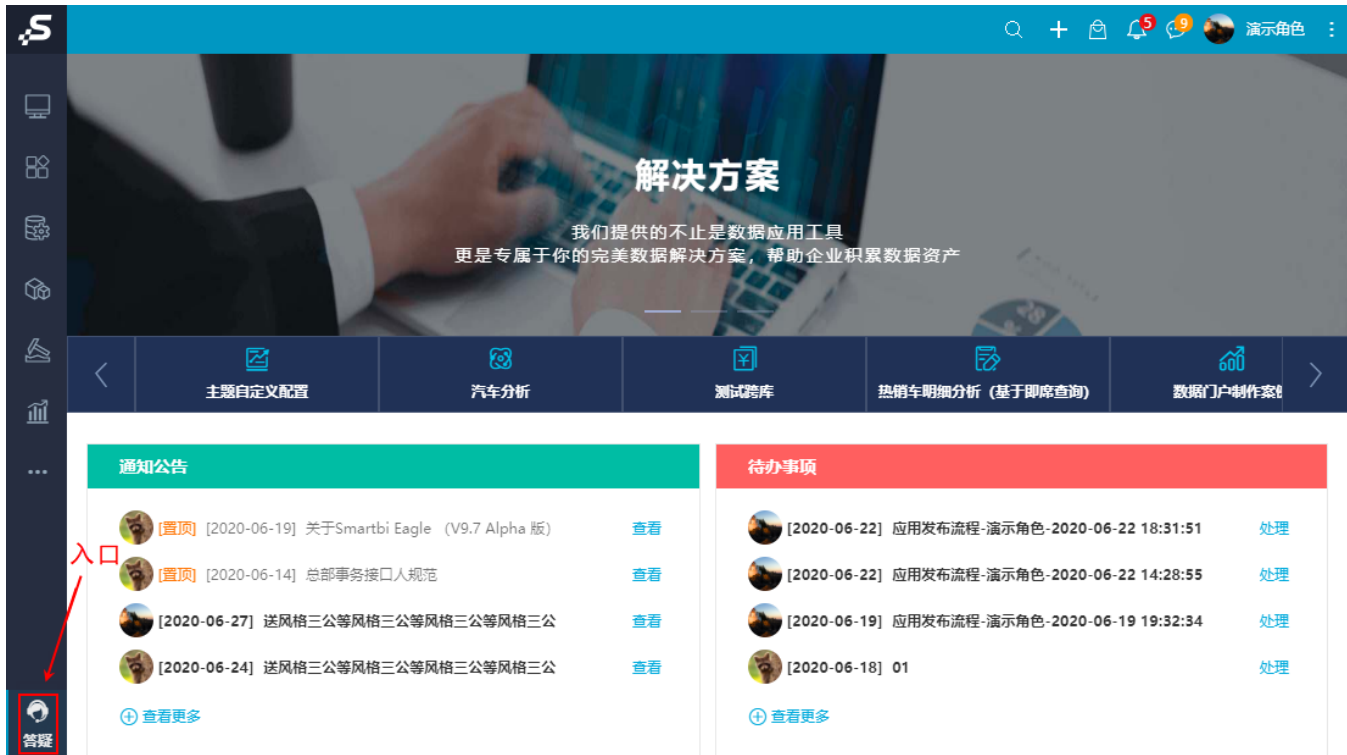 S
5
9
演示角色
解决方案
我们提供的不止是数据应用工具
更是专属于你的完美数据解决方案，帮助企业积累数据资产
主题自定义配置
汽车分析
测试跨库
热销车明细分析（基于即席查询)
数据门户制作案
通知公告
[置顶] [2020-06-19] 关于Smartbi Eagle （V9.7 Alpha 版） 查看
[置顶] [2020-06-14] 总部事务接口人规范 查看
[2020-06-27] 送风格三公等风格三公等风格三公等风格三公 查看
[2020-06-24] 送风格三公等风格三公等风格三公等风格三公 查看
查看更多
待办事项
[2020-06-22] 应用发布流程-演示角色-2020-06-22 18:31:51 处理
[2020-06-22] 应用发布流程-演示角色-2020-06-22 14:28:55 处理
[2020-06-19] 应用发布流程-演示角色-2020-06-19 19:32:34 处理
[2020-06-18] 01 处理
查看更多
入口
答疑